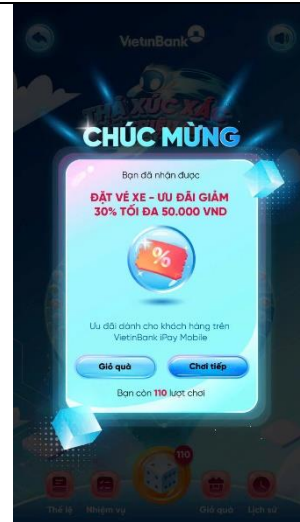 VietinBank
CHÚC MỪNG
Bạn đã nhận được
ĐẶT VÉ XE - ƯU ĐÃI GIẢM
30% TỐI ĐA 50.000 VND
%
Ưu đãi dành cho khách hàng trên
VietinBank iPay Mobile
Giỏ quà
Chơi tiếp
Bạn còn 110 lượt chơi
110
Thể lệ
Nhiệm vụ
Giỏ quà
Lịch sử